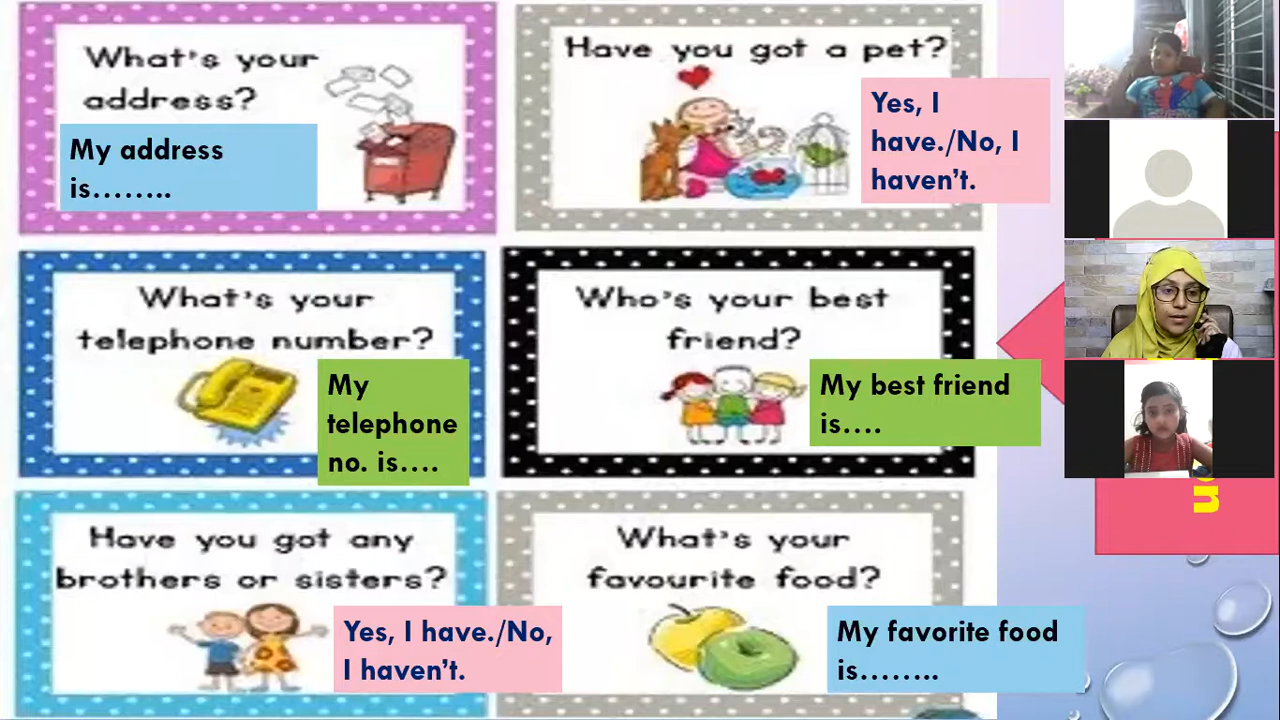 What's your
address?
My address
is……..
Have you got a pet?
Yes, I
have./No, I
haven't.
What's your
telephone number?
My
telephone
no. is….
Who's your best
friend?
My best friend
is….
Have you got any
brothers or sisters?
Yes, I have./No,
I haven't.
What's your
favourite food?
My favorite food
is……..
on